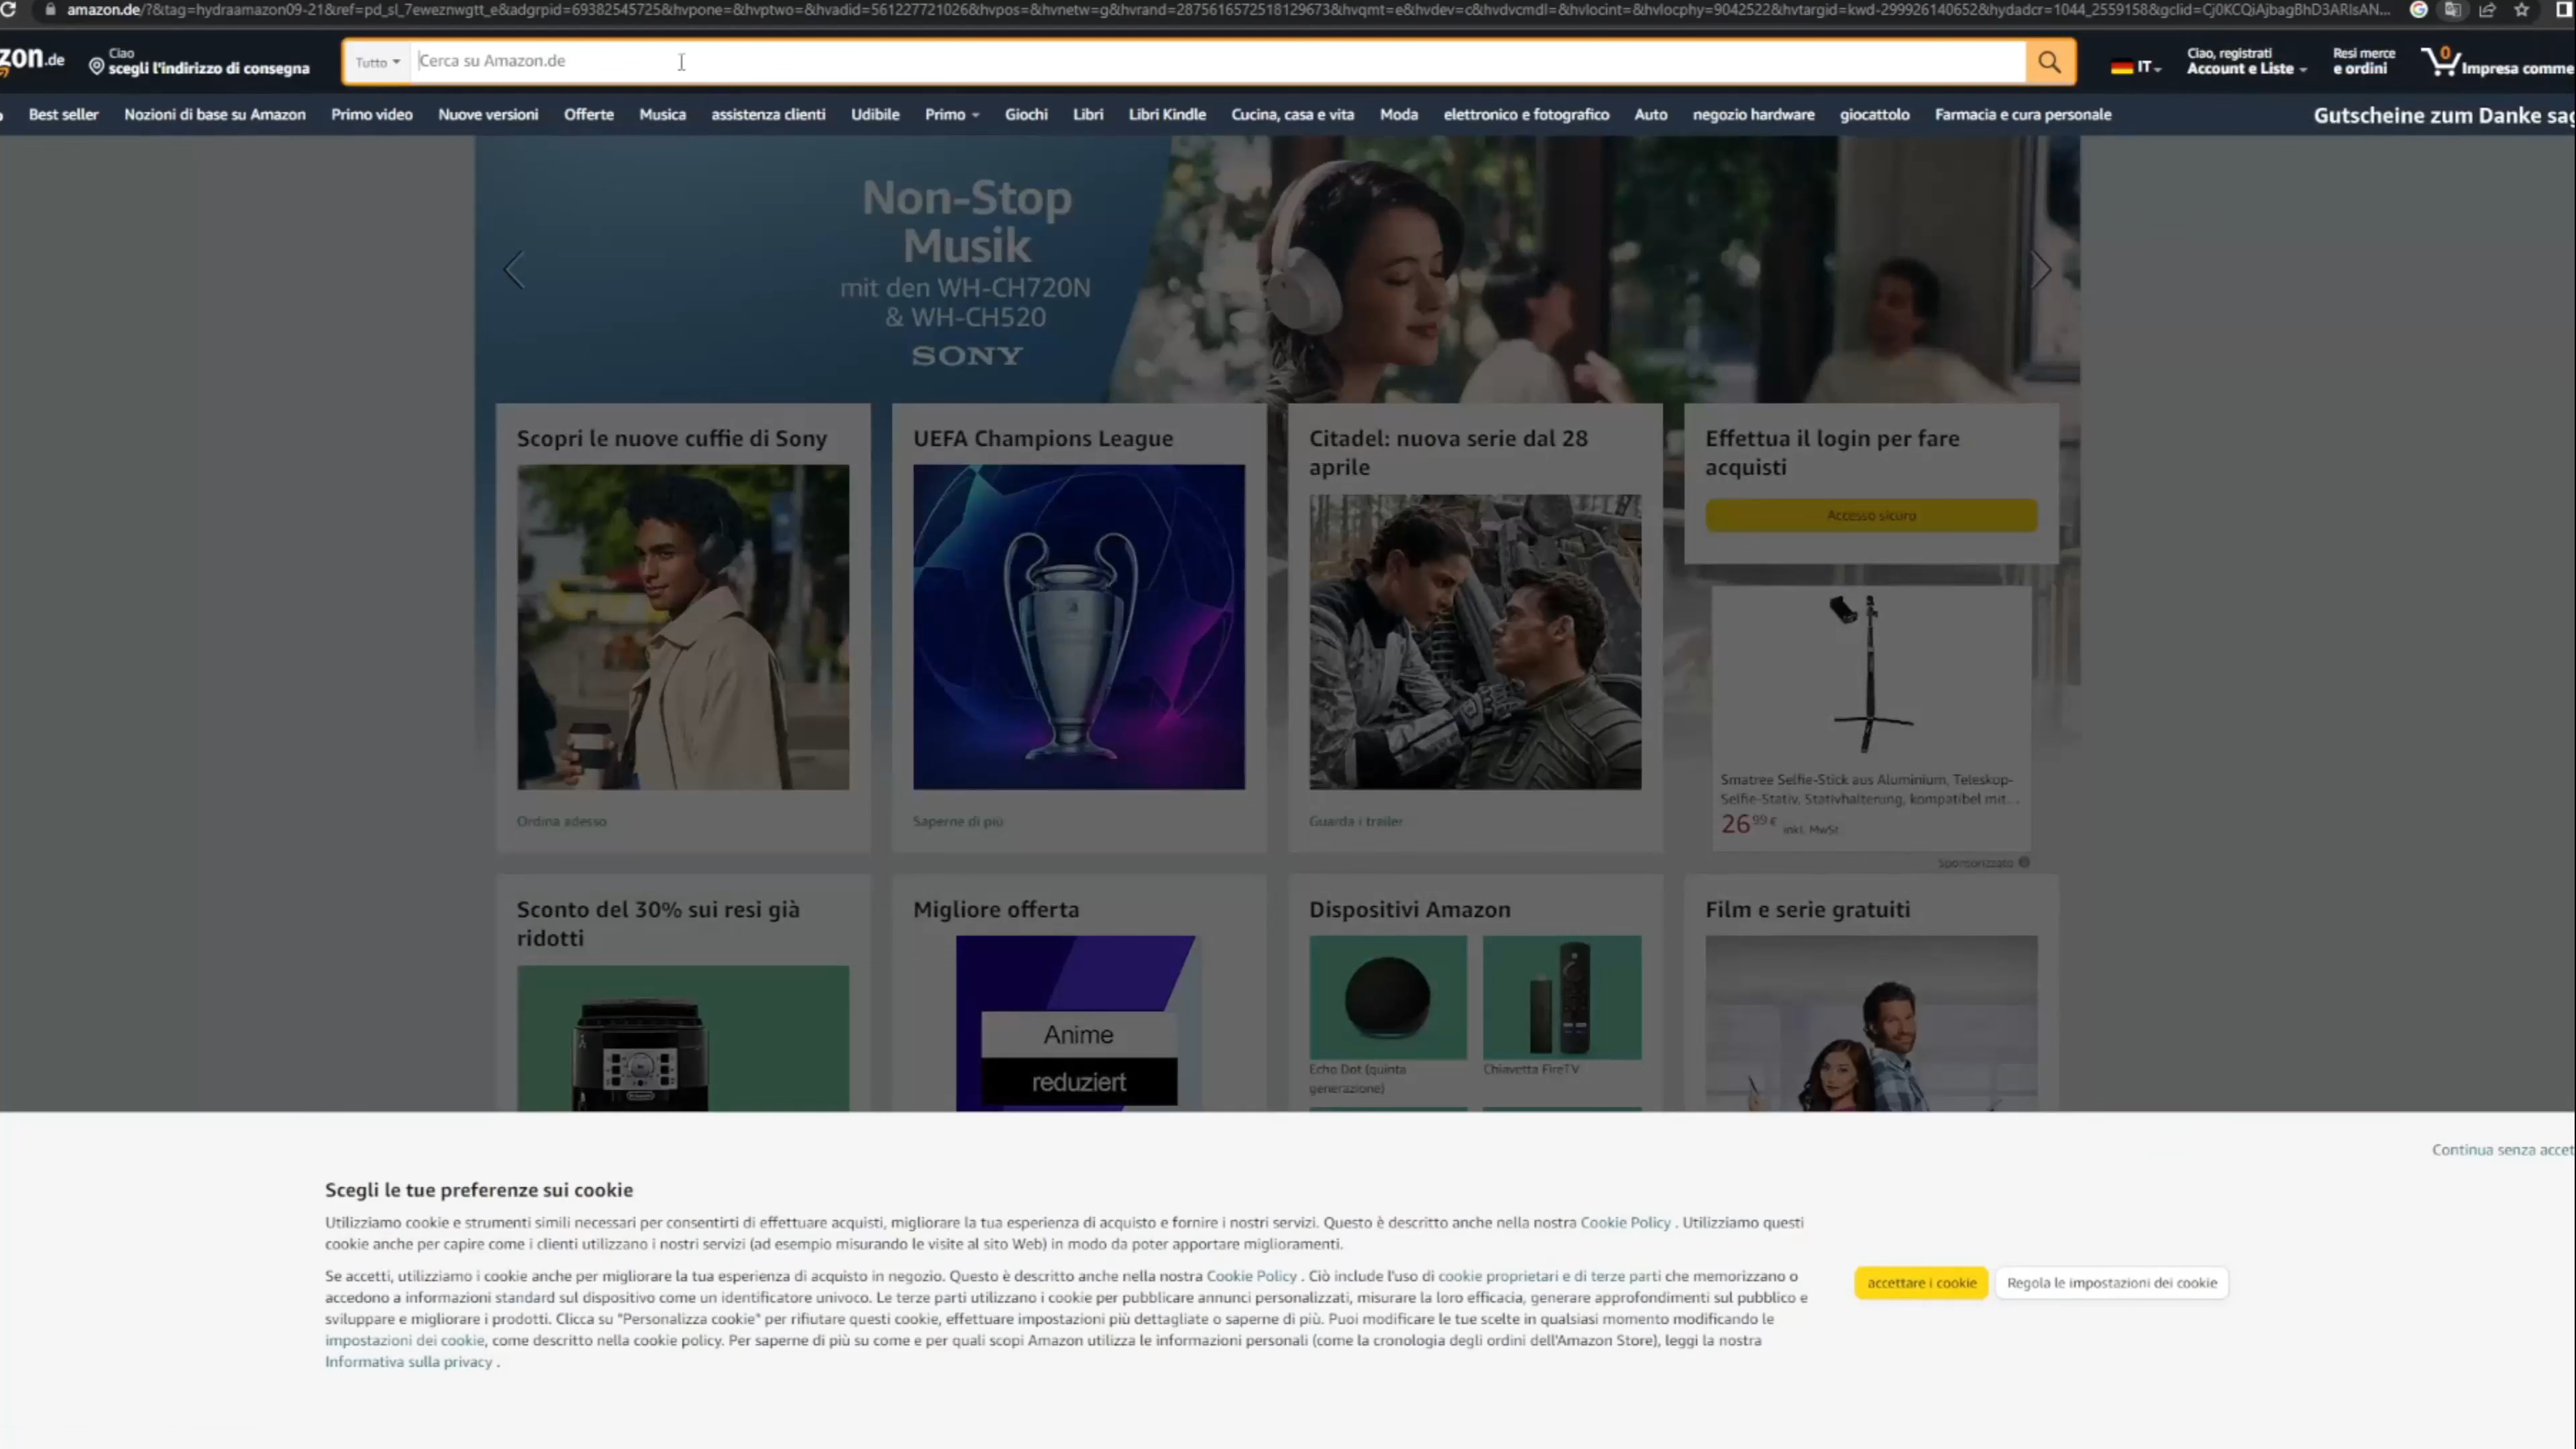 amazon.de/?&tag=hydraamazon09-21&ref=pd_sl_7eweznwgtt_e&adgrpid=69382545725&hvpone=&hvptwo=&hvadid=561227721026&hvpos=&hvnetw=g&hvrand=2875616572518129673&hvqmt=e&hvdev=c&hvdvcmdl=&hvlocint=&hvlocphy=9042522&hvtargid=kwd-299926140652&hydadcr=1044_2559158&gclid=Cj0KCQiAjbagBhD3ARIsAN...
zon.de
Ciao
scegli l'indirizzo di consegna
Tutto
Cerca su Amazon.de
IT
Ciao, registrati
Account e Liste
Resi merce
e ordini
0
Impresa comme
Best seller Nozioni di base su Amazon Primo video Nuove versioni Offerte Musica assistenza clienti Udibile Primo Giochi Libri Libri Kindle Cucina, casa e vita Moda elettronico e fotografico Auto negozio hardware giocattolo Farmacia e cura personale Gutscheine zum Danke sag
Non-Stop
Musik
mit den WH-CH720N
& WH-CH520
SONY
Scopri le nuove cuffie di Sony
Ordina adesso
UEFA Champions League
Saperne di più
Citadel: nuova serie dal 28
aprile
Guarda i trailer
Effettua il login per fare
acquisti
Accesso sicuro
Smatree Selfie-Stick aus Aluminium, Teleskop-
Selfie-Stativ, Stativhalterung, kompatibel mit...
26 99 € inkl. MwSt.
Sponsorizzato
Sconto del 30% sui resi già
ridotti
Migliore offerta
Anime
reduziert
Dispositivi Amazon
Echo Dot (quinta
generazione)
Chiavetta FireTV
Film e serie gratuiti
Continua senza accet
Scegli le tue preferenze sui cookie
Utilizziamo cookie e strumenti simili necessari per consentirti di effettuare acquisti, migliorare la tua esperienza di acquisto e fornire i nostri servizi. Questo è descritto anche nella nostra Cookie Policy . Utilizziamo questi
cookie anche per capire come i clienti utilizzano i nostri servizi (ad esempio misurando le visite al sito Web) in modo da poter apportare miglioramenti.
Se accetti, utilizziamo i cookie anche per migliorare la tua esperienza di acquisto in negozio. Questo è descritto anche nella nostra Cookie Policy . Ciò include l'uso di cookie proprietari e di terze parti che memorizzano o
accedono a informazioni standard sul dispositivo come un identificatore univoco. Le terze parti utilizzano i cookie per pubblicare annunci personalizzati, misurare la loro efficacia, generare approfondimenti sul pubblico e
sviluppare e migliorare i prodotti. Clicca su "Personalizza cookie" per rifiutare questi cookie, effettuare impostazioni più dettagliate o saperne di più. Puoi modificare le tue scelte in qualsiasi momento modificando le
impostazioni dei cookie, come descritto nella cookie policy. Per saperne di più su come e per quali scopi Amazon utilizza le informazioni personali (come la cronologia degli ordini dell'Amazon Store), leggi la nostra
Informativa sulla privacy .
accettare i cookie
Regola le impostazioni dei cookie